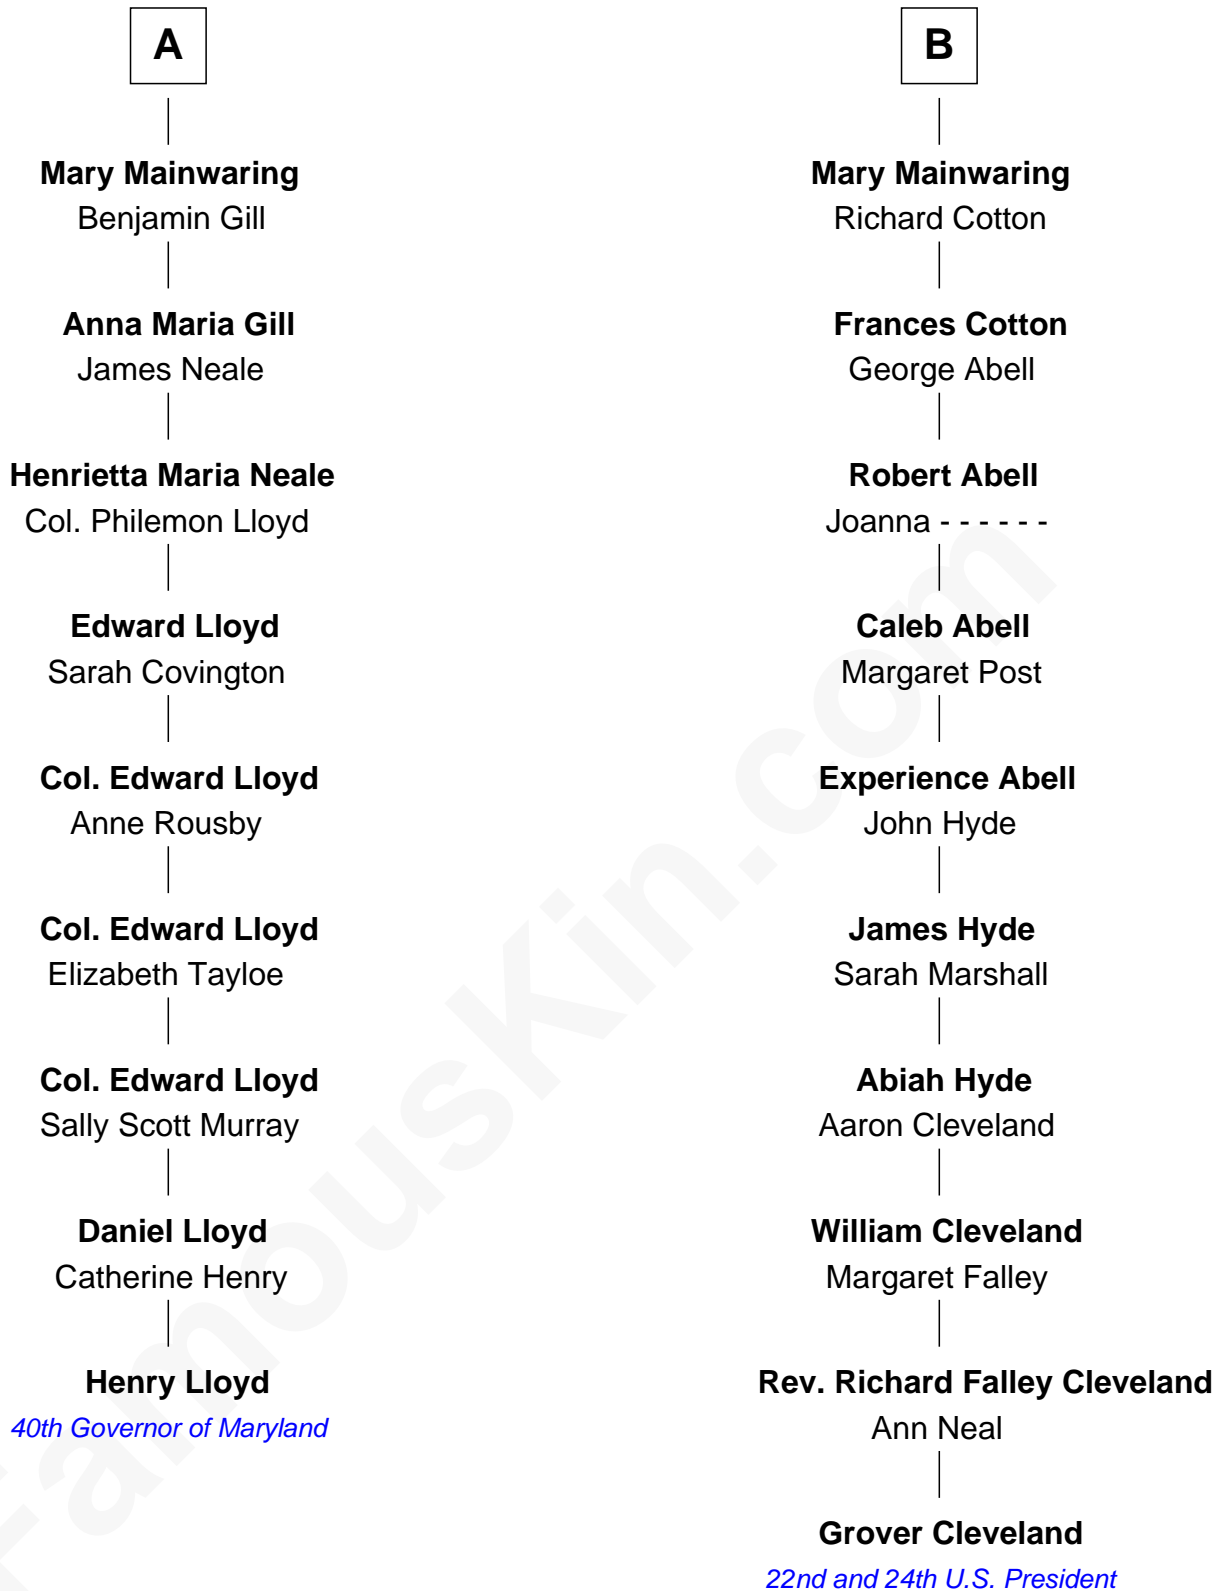 A
Mary Mainwaring
Benjamin Gill
Anna Maria Gill
James Neale
Henrietta Maria Neale
Col. Philemon Lloyd
Edward Lloyd
Sarah Covington
Col. Edward Lloyd
Anne Rousby
Col. Edward Lloyd
Elizabeth Tayloe
Col. Edward Lloyd
Sally Scott Murray
Daniel Lloyd
Catherine Henry
Henry Lloyd
40th Governor of Maryland
B
Mary Mainwaring
Richard Cotton
Frances Cotton
George Abell
Robert Abell
Joanna - - - - - -
Caleb Abell
Margaret Post
Experience Abell
John Hyde
James Hyde
Sarah Marshall
Abiah Hyde
Aaron Cleveland
William Cleveland
Margaret Falley
Rev. Richard Falley Cleveland
Ann Neal
Grover Cleveland
22nd and 24th U.S. President
FamousKin.com